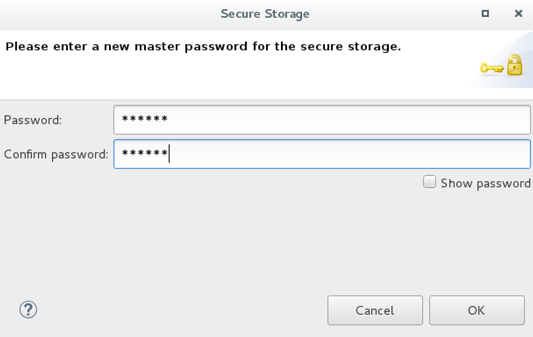 Secure Storage
Please enter a new master password for the secure storage.
Password: ******
Confirm password: ******
Show password
? Cancel OK